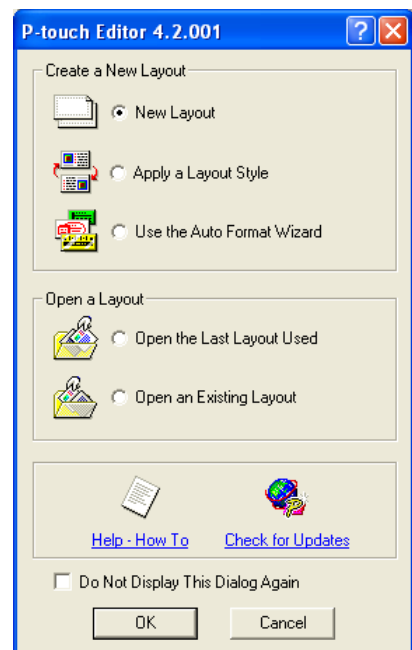 P-touch Editor 4.2.001
Create a New Layout
New Layout
Apply a Layout Style
Use the Auto Format Wizard
Open a Layout
Open the Last Layout Used
Open an Existing Layout
Help - How To Check for Updates
Do Not Display This Dialog Again
OK Cancel